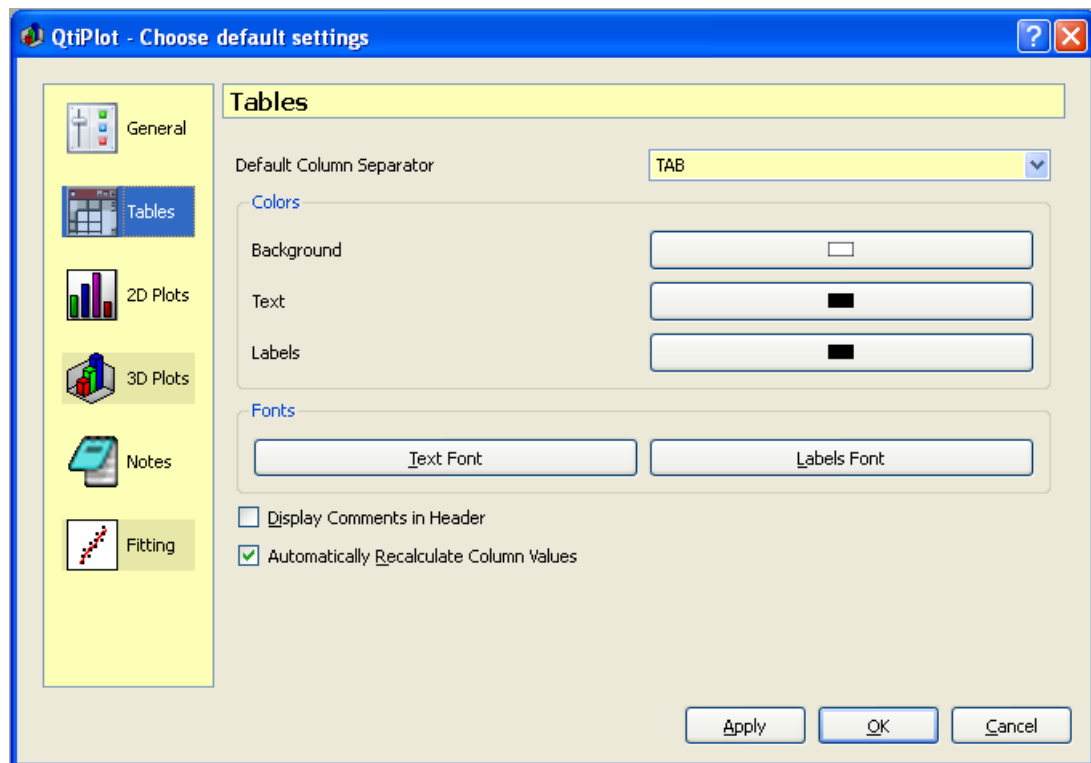 QtiPlot - Choose default settings
General
Tables
2D Plots
3D Plots
Notes
Fitting
Tables
Default Column Separator
TAB
Colors
Background
Text
Labels
Fonts
Text Font
Labels Font
Display Comments in Header
Automatically Recalculate Column Values
Apply
OK
Cancel